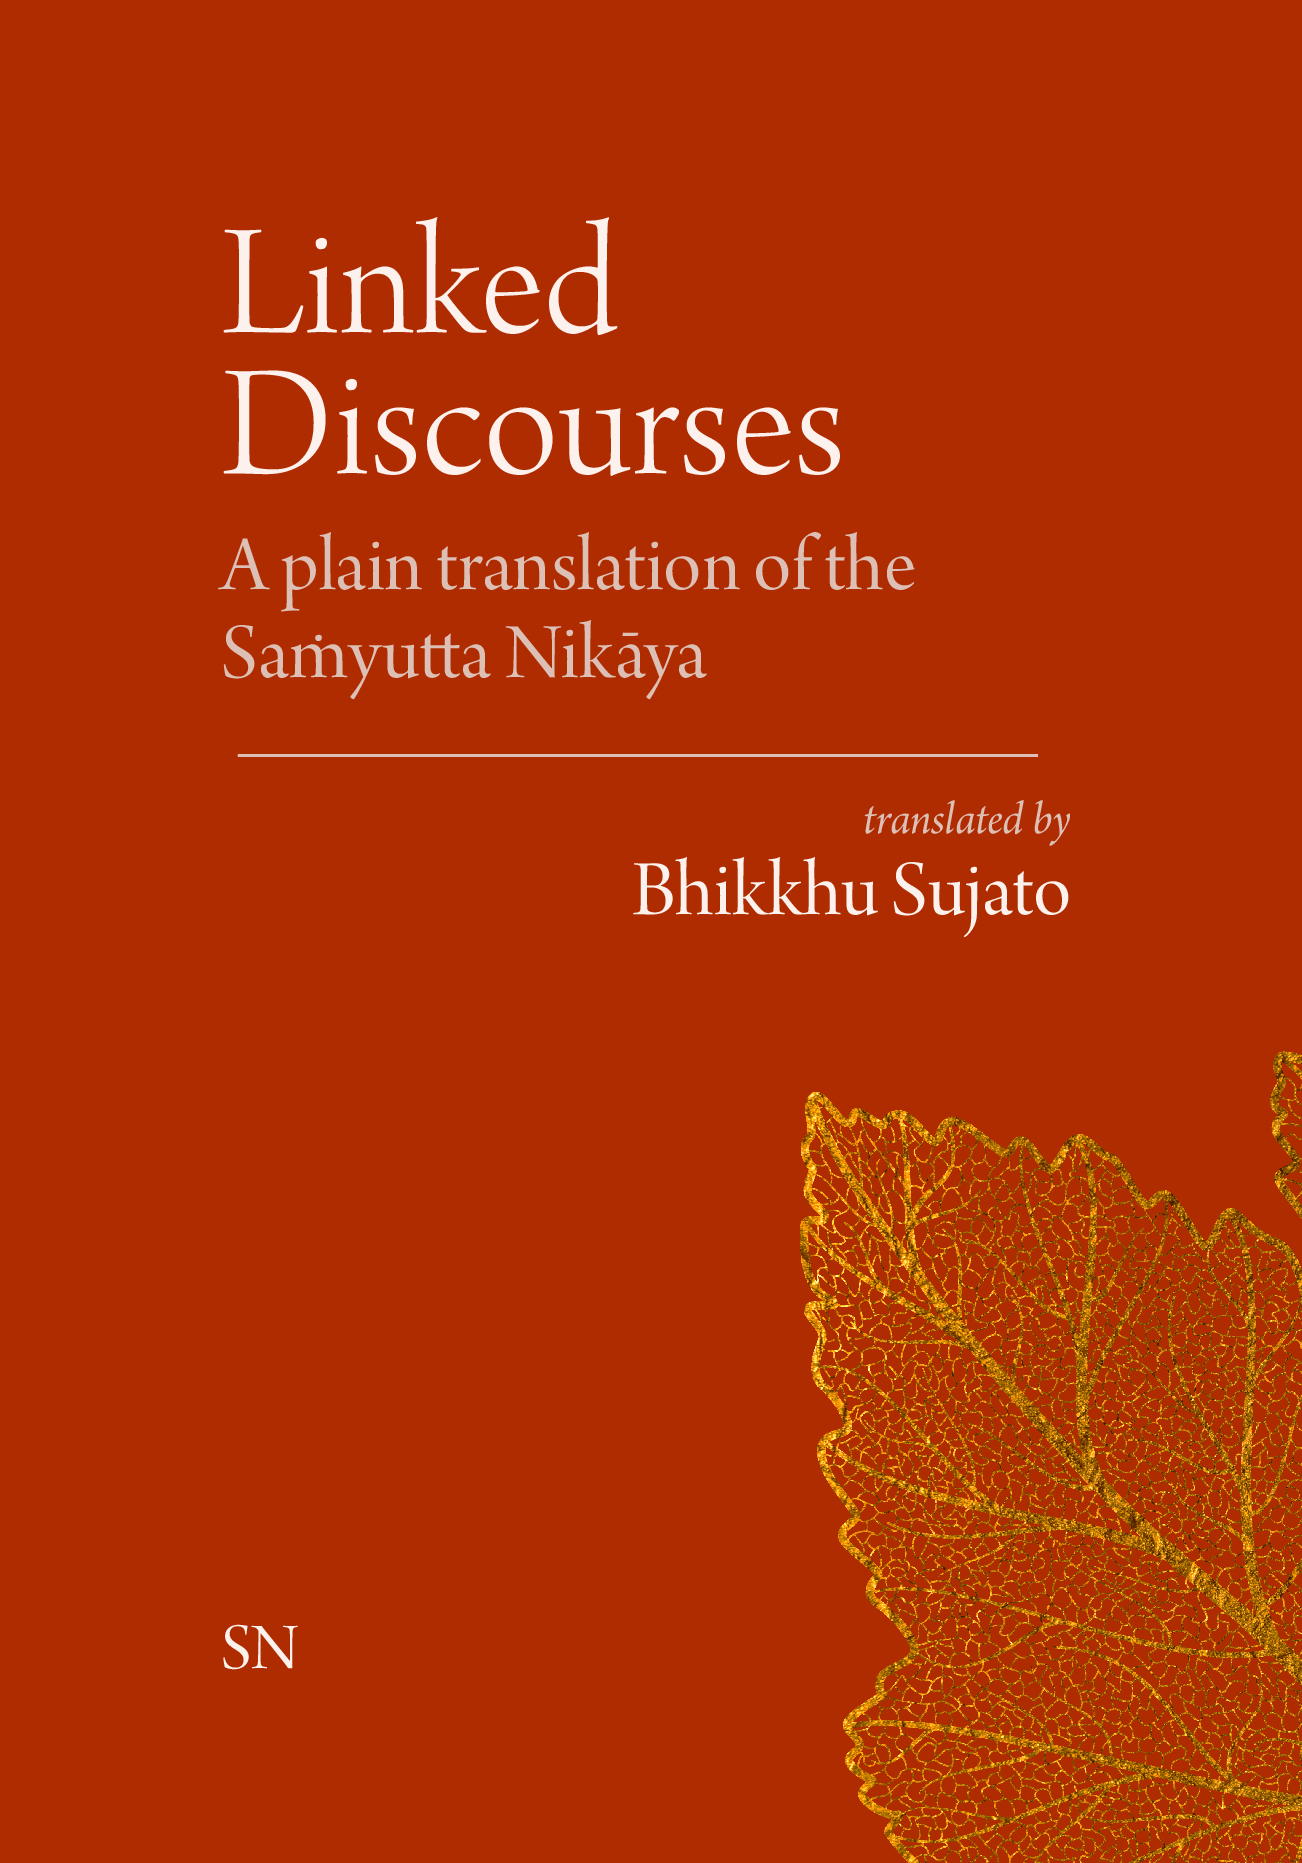 Linked
Discourses
A plain translation of the
Saṁyutta Nikāya
translated by
Bhikkhu Sujato
SN